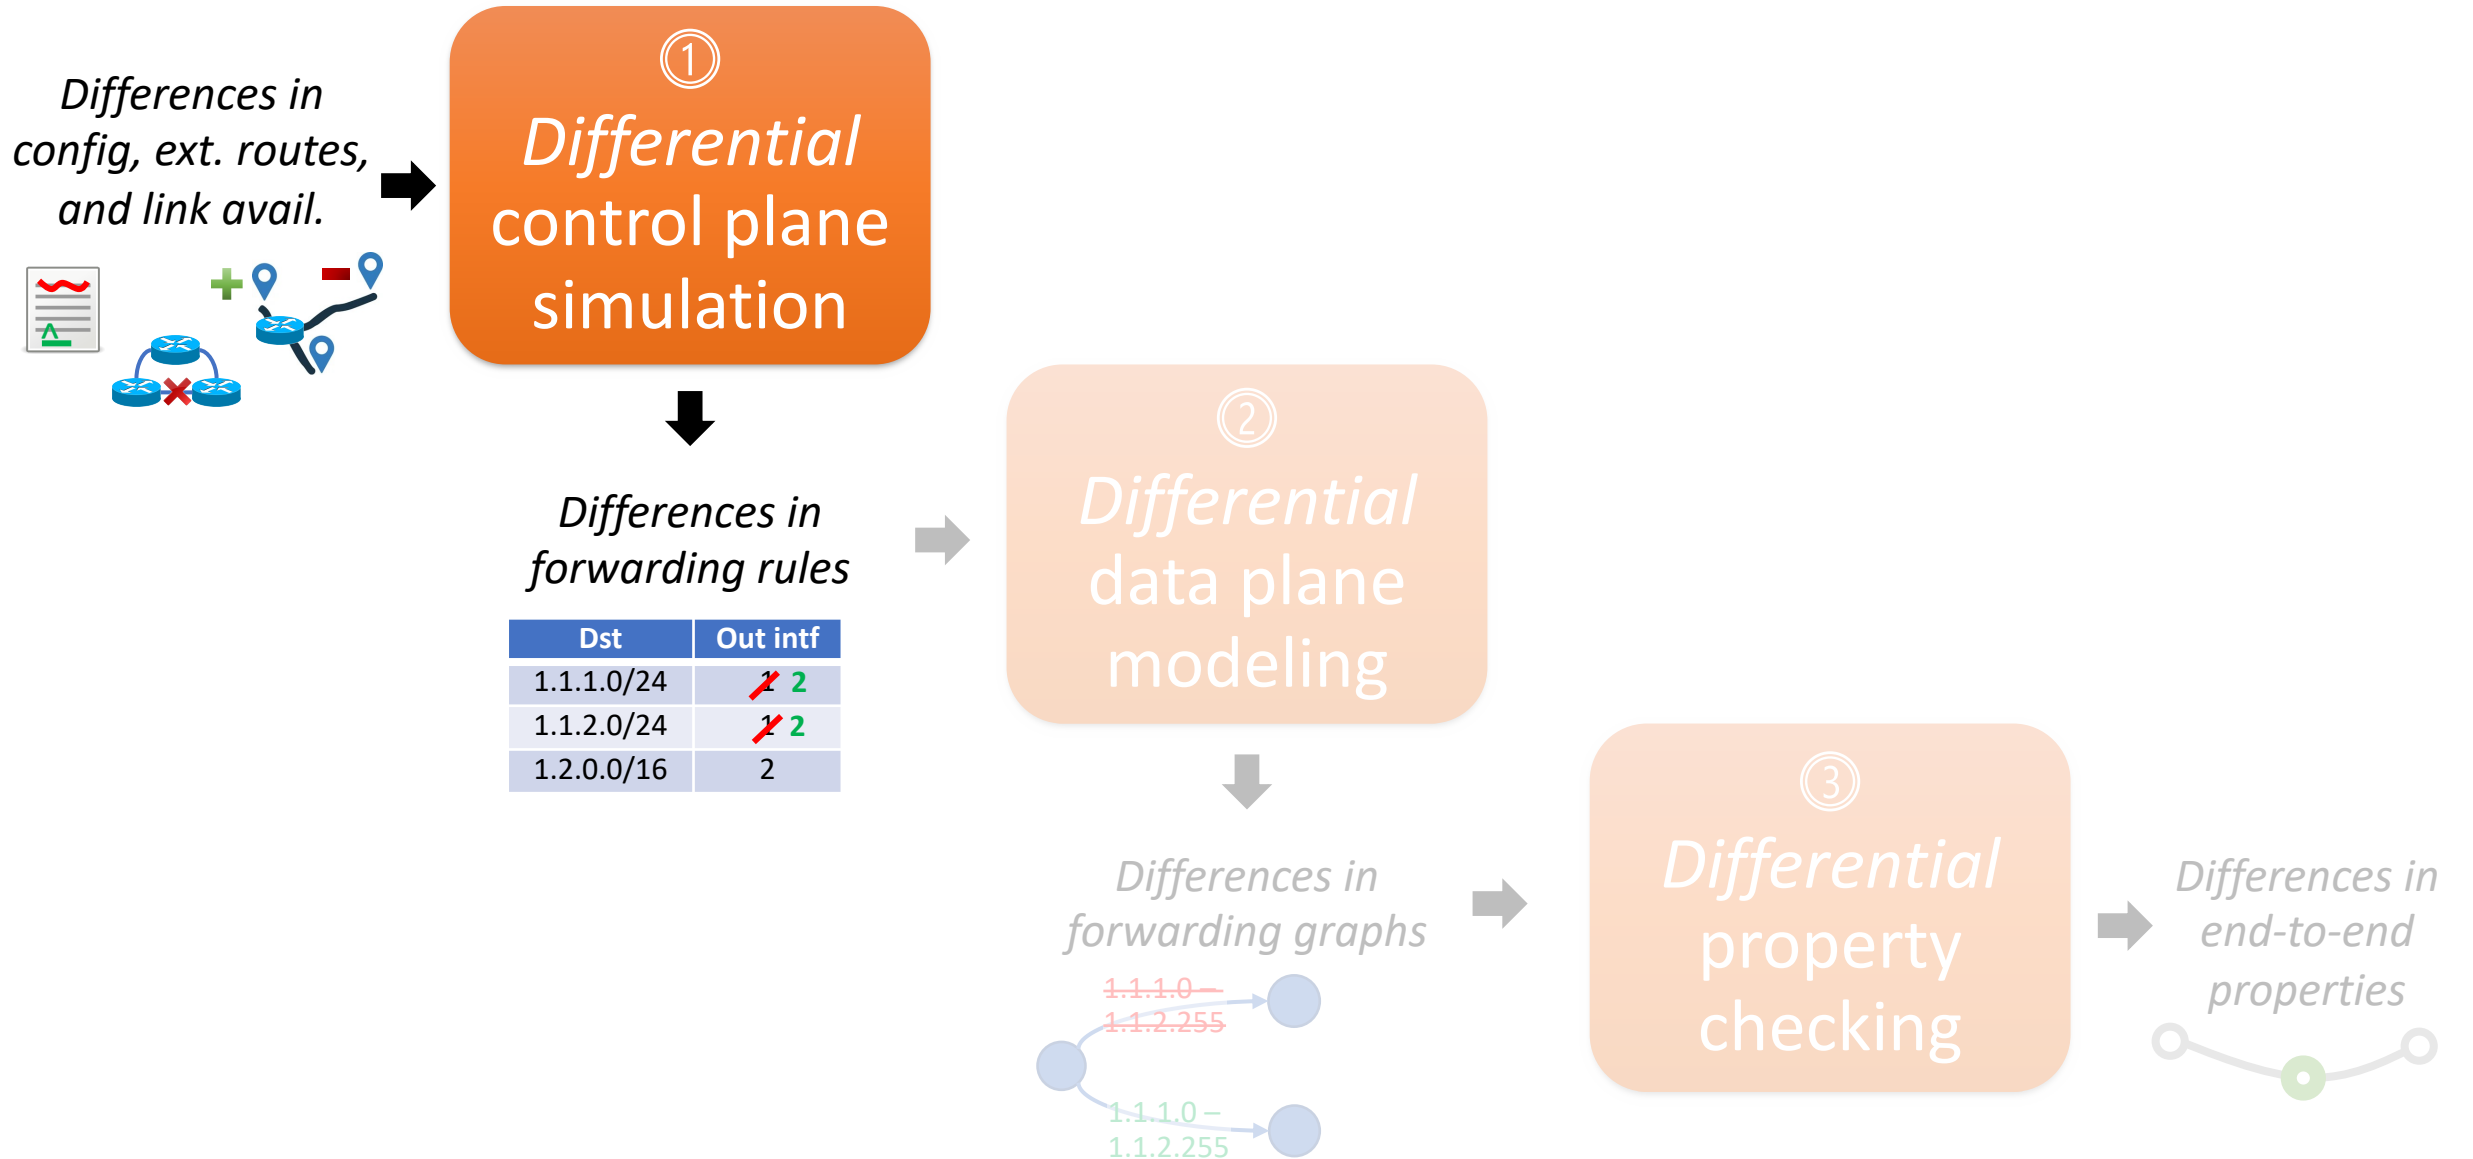 Differences in
config, ext. routes,
and link avail.
①
Differential
control plane
simulation
Differences in
forwarding rules
Dst Out intf
1.1.1.0/24 1 2
1.1.2.0/24 1 2
1.2.0.0/16 2
②
Differential
data plane
modeling
Differences in
forwarding graphs
1.1.1.0 –
1.1.2.255
1.1.1.0 –
1.1.2.255
③
Differential
property
checking
Differences in
end-to-end
properties